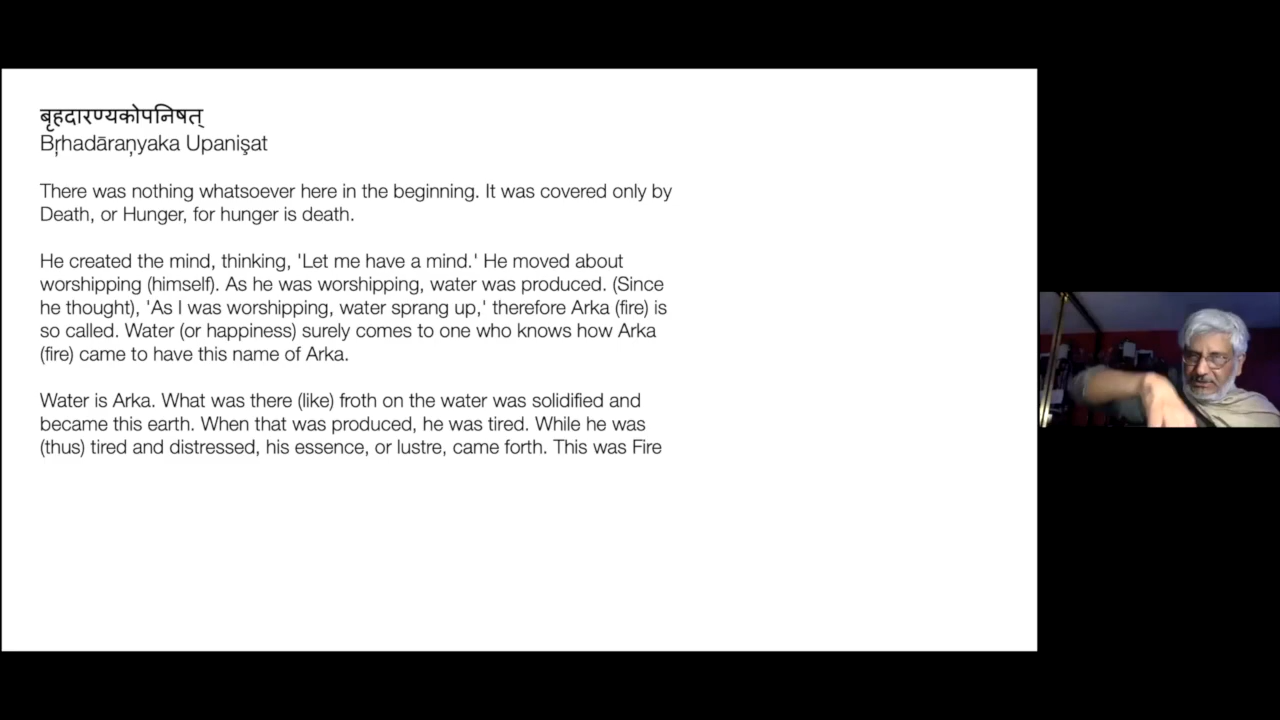 बृहदारण्यकोपनिषत्
Bṛhadāraṇyaka Upaniṣat
There was nothing whatsoever here in the beginning. It was covered only by
Death, or Hunger, for hunger is death.
He created the mind, thinking, 'Let me have a mind.' He moved about
worshipping (himself). As he was worshipping, water was produced. (Since
he thought), 'As I was worshipping, water sprang up,' therefore Arka (fire) is
so called. Water (or happiness) surely comes to one who knows how Arka
(fire) came to have this name of Arka.
Water is Arka. What was there (like) froth on the water was solidified and
became this earth. When that was produced, he was tired. While he was
(thus) tired and distressed, his essence, or lustre, came forth. This was Fire